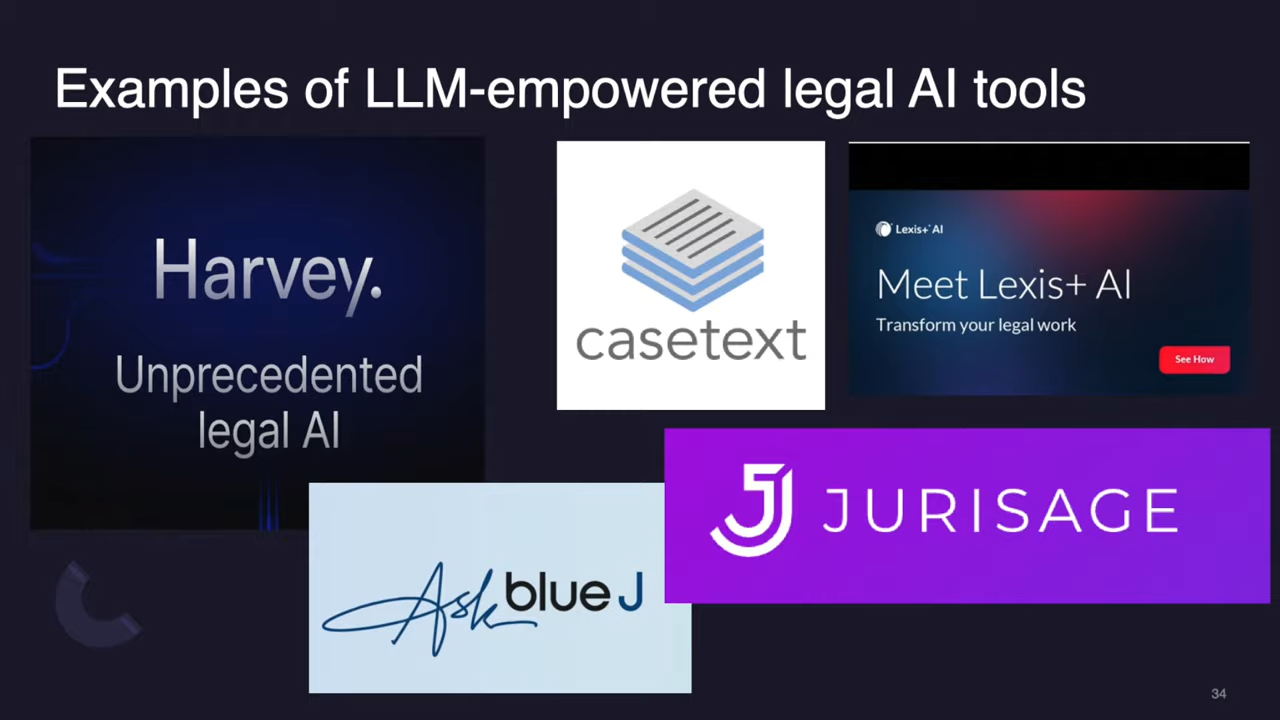 Examples of LLM-empowered legal AI tools
Harvey.
Unprecedented
legal AI
casetext
Lexis+ AI
Meet Lexis+ AI
Transform your legal work
See How
JURISAGE
Ask blue J
34